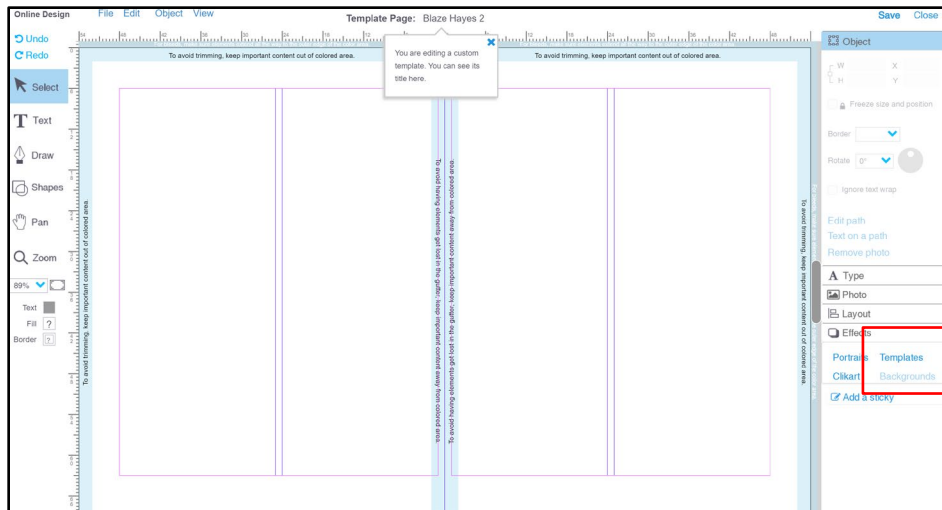 Online Design
File Edit Object View
Template Page: Blaze Hayes 2
Save Close
Undo
Redo
Select
Text
Draw
Shapes
Pan
Zoom
89%
Text
Fill ?
Border ?
To avoid trimming, keep important content out of colored area.
To avoid trimming, keep important content out of colored area.
You are editing a custom
template. You can see its
title here.
To avoid trimming, keep important content out of colored area.
To avoid having elements get lost in the gutter, keep important content away from colored area.
To avoid having elements get lost in the gutter, keep important content away from colored area.
To avoid trimming, keep important content out of colored area.
Object
W X
H Y
Freeze size and position
Border
Rotate 0°
Ignore text wrap
Edit path
Text on a path
Remove photo
A Type
Photo
Layout
Effects
Portraits Templates
Clikart Backgrounds
Add a sticky